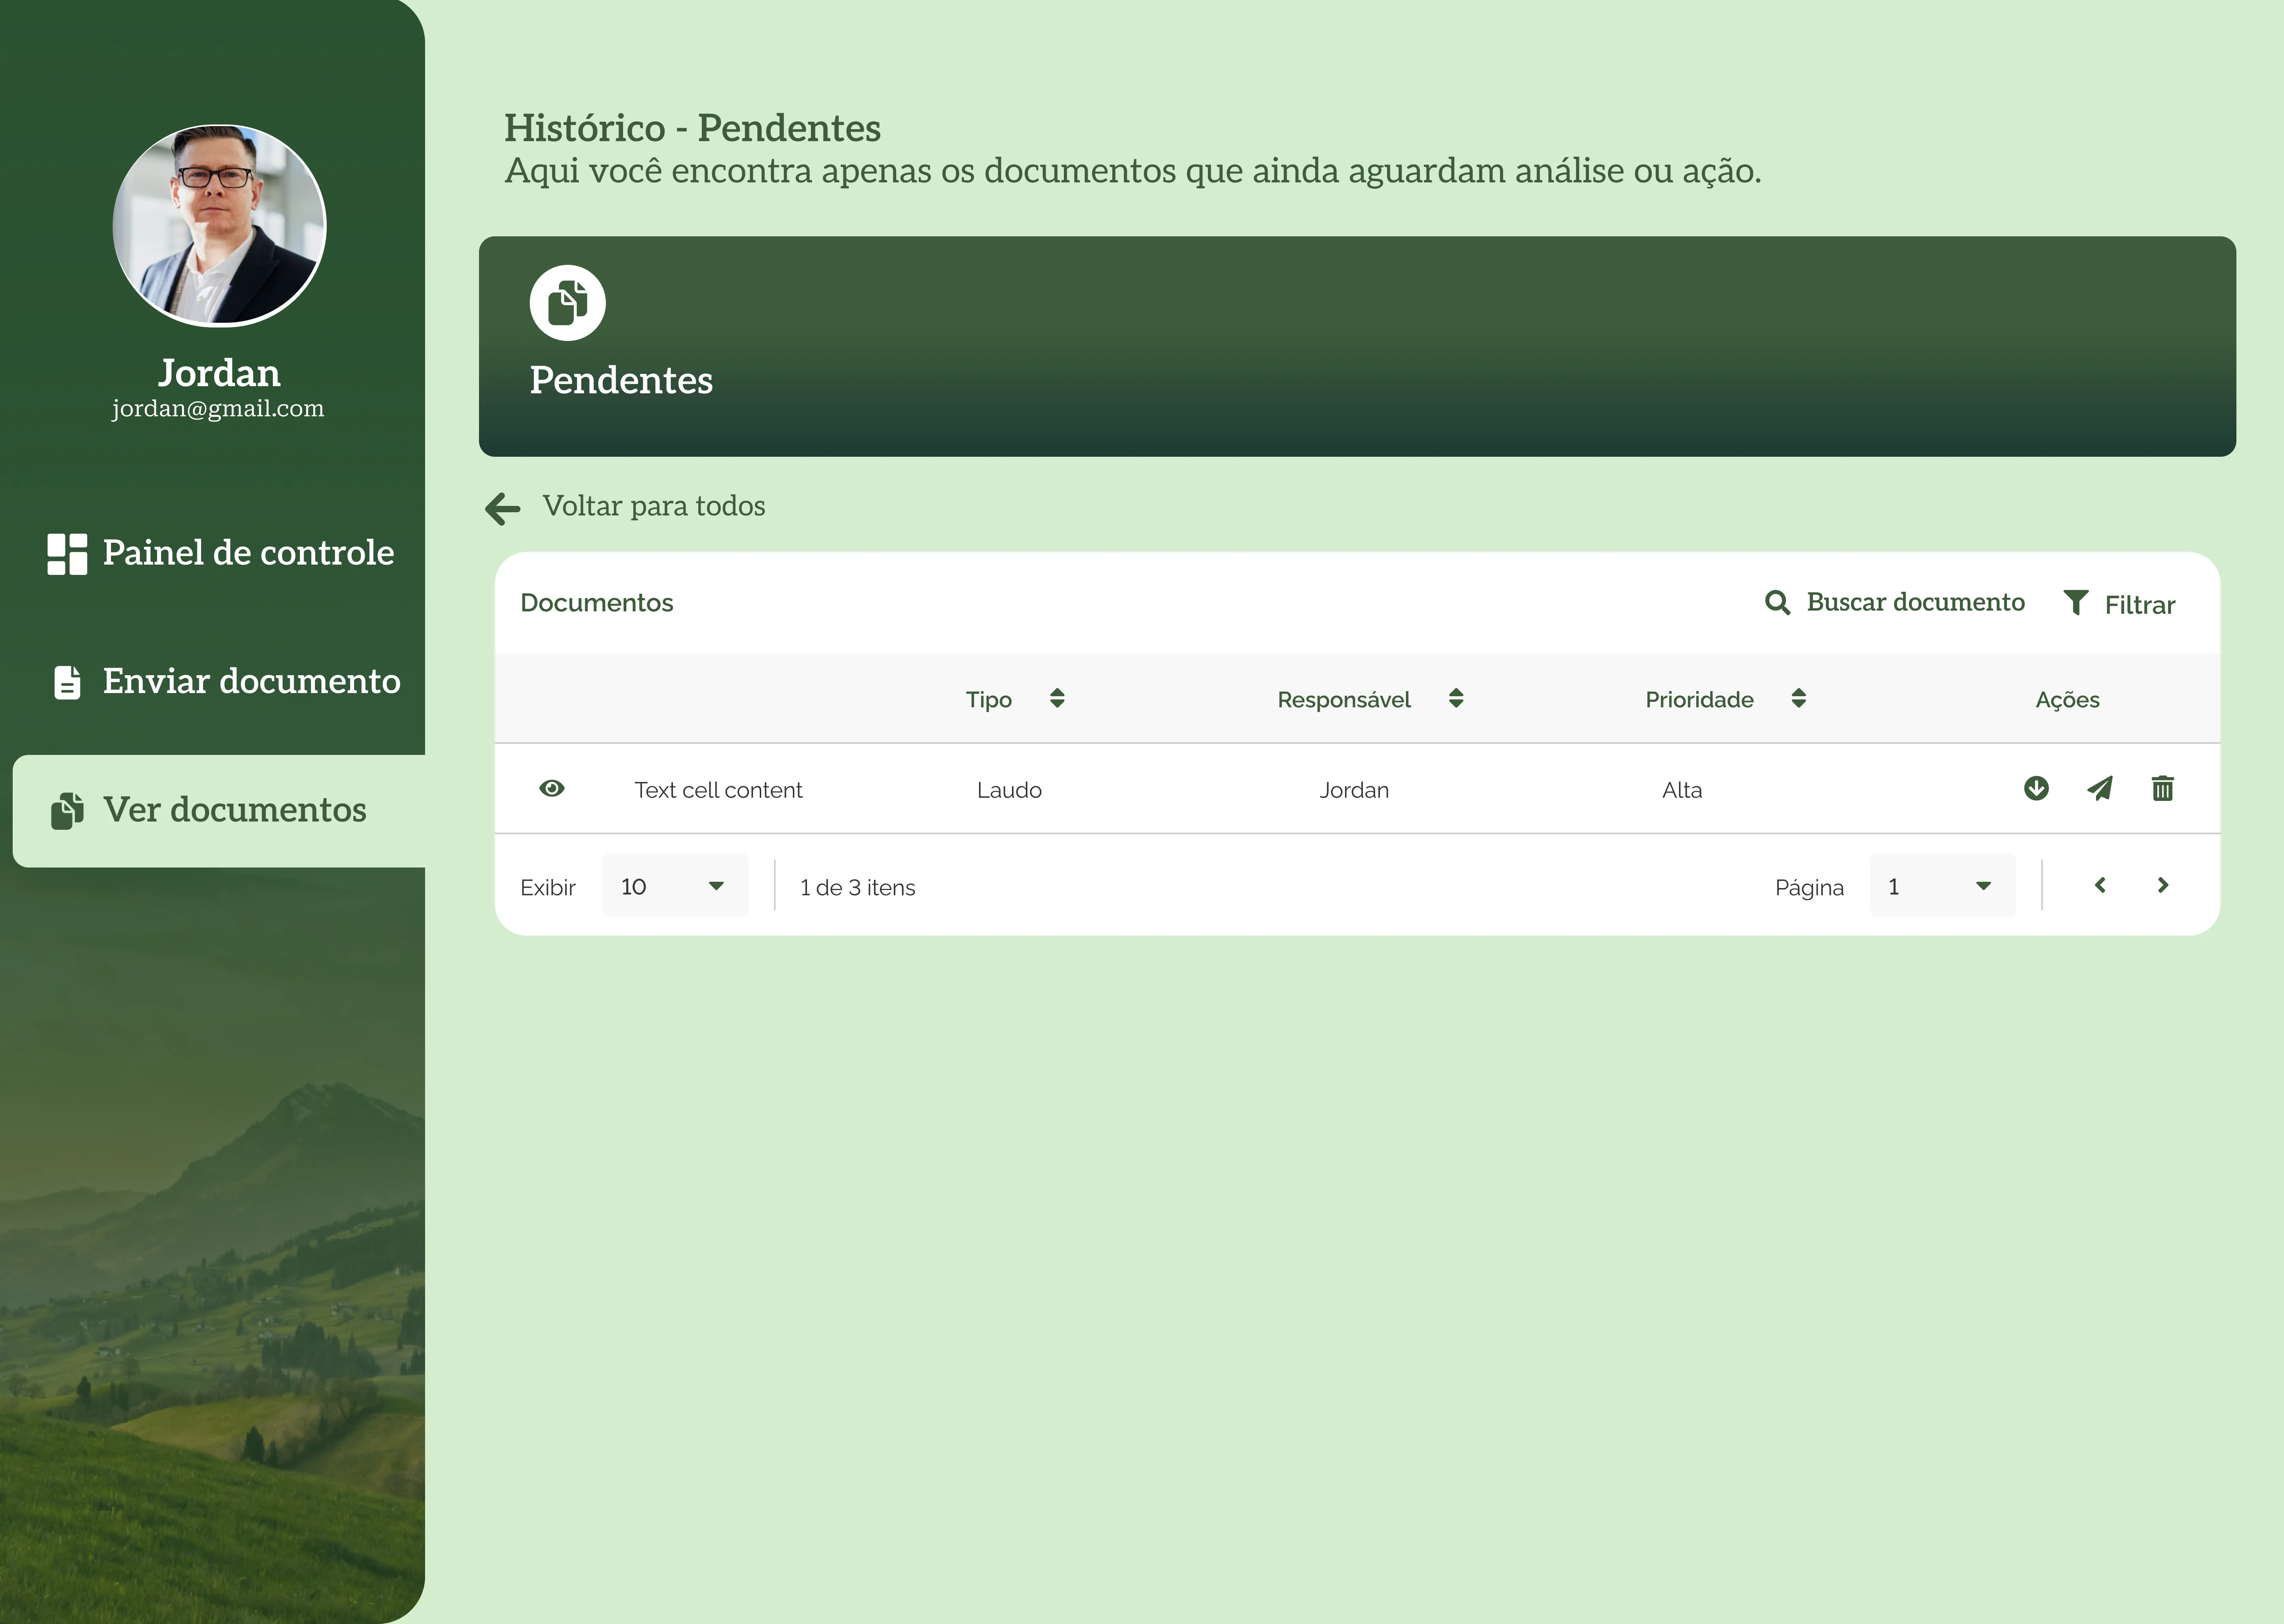 Jordan
jordan@gmail.com
Painel de controle
Enviar documento
Ver documentos
Histórico - Pendentes
Aqui você encontra apenas os documentos que ainda aguardam análise ou ação.
Pendentes
Voltar para todos
Documentos Buscar documento Filtrar
Tipo Responsável Prioridade Ações
Text cell content Laudo Jordan Alta
Exibir 10 1 de 3 itens Página 1